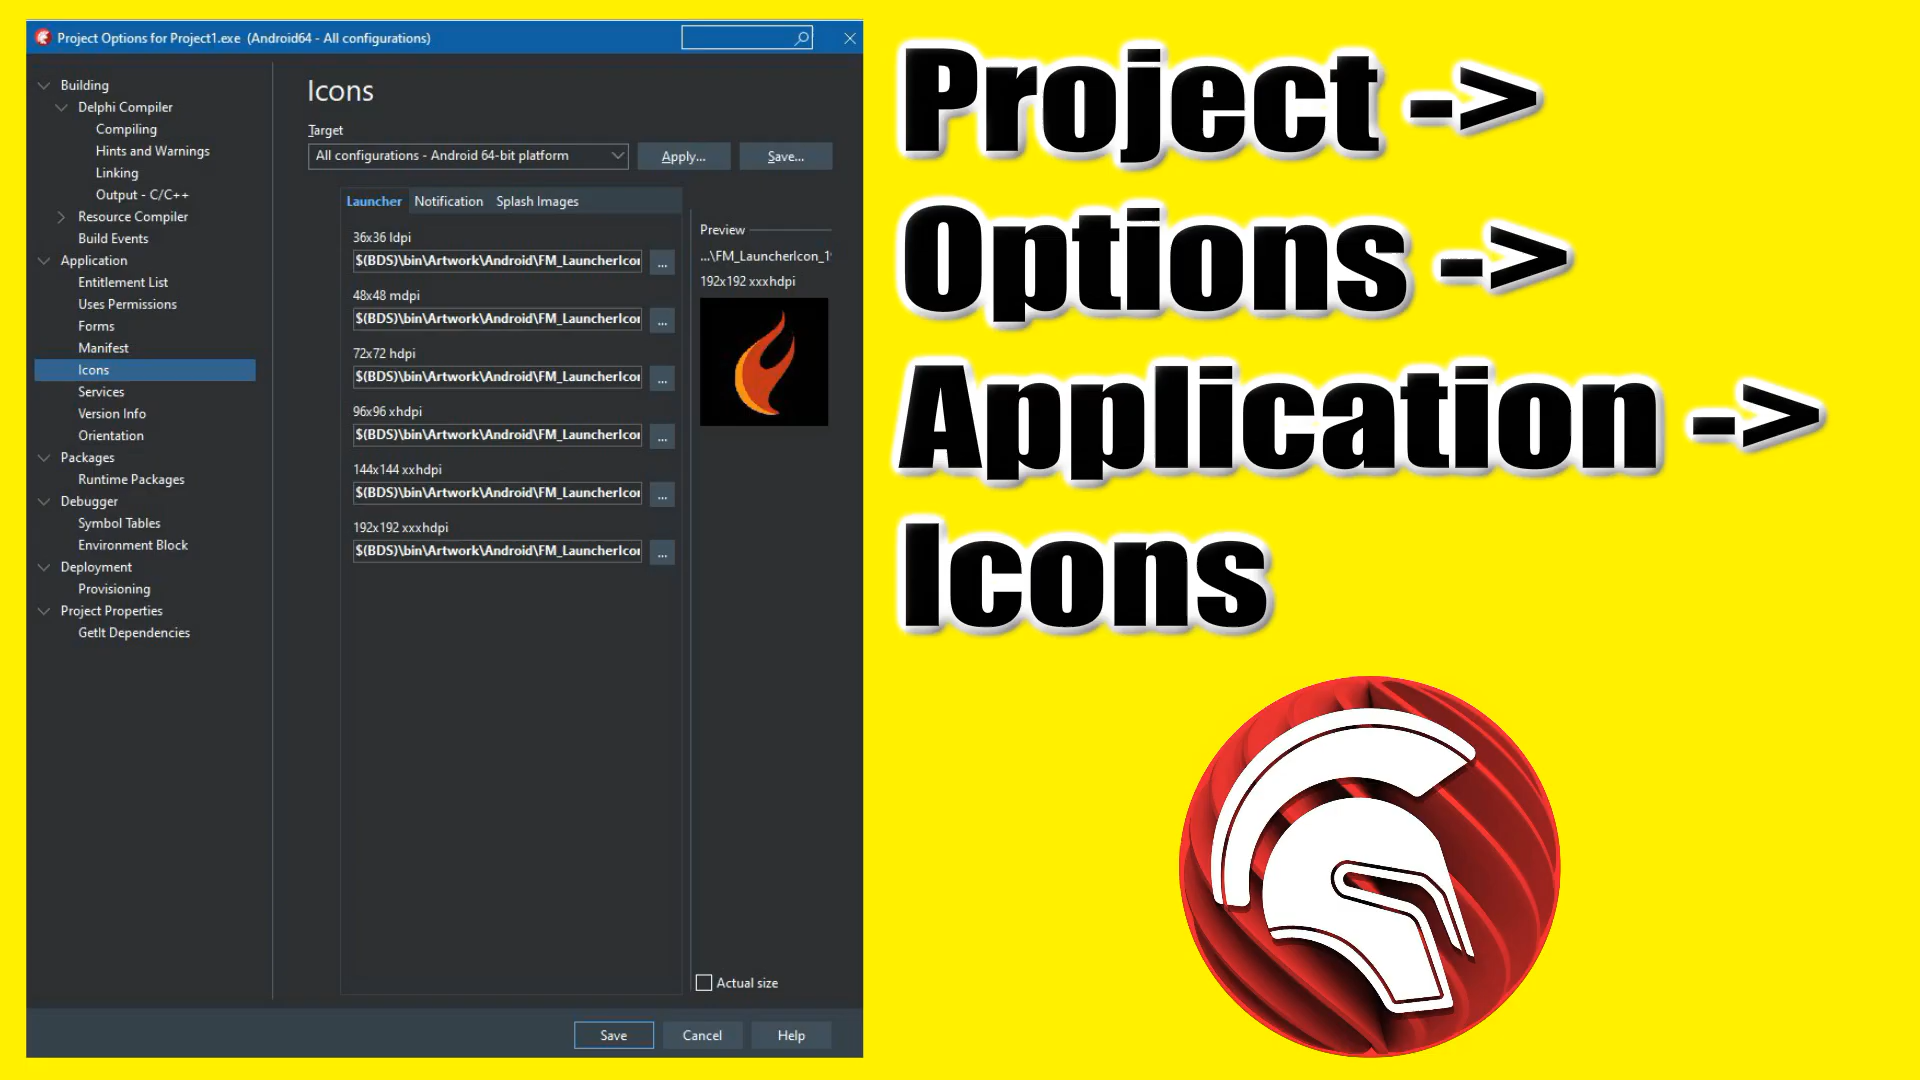 Project Options for Project1.exe (Android64 - All configurations)
Building
Delphi Compiler
Compiling
Hints and Warnings
Linking
Output - C/C++
Resource Compiler
Build Events
Application
Entitlement List
Uses Permissions
Forms
Manifest
Icons
Services
Version Info
Orientation
Packages
Runtime Packages
Debugger
Symbol Tables
Environment Block
Deployment
Provisioning
Project Properties
GetIt Dependencies
Icons
Target
All configurations - Android 64-bit platform
Apply...
Save...
Launcher Notification Splash Images
36x36 ldpi
$(BDS)\bin\Artwork\Android\FM_LauncherIcon
...
48x48 mdpi
$(BDS)\bin\Artwork\Android\FM_LauncherIcon
...
72x72 hdpi
$(BDS)\bin\Artwork\Android\FM_LauncherIcon
...
96x96 xhdpi
$(BDS)\bin\Artwork\Android\FM_LauncherIcon
...
144x144 xxhdpi
$(BDS)\bin\Artwork\Android\FM_LauncherIcon
...
192x192 xxxhdpi
$(BDS)\bin\Artwork\Android\FM_LauncherIcon
...
Preview
...\FM_LauncherIcon_1
192x192 xxxhdpi
Actual size
Save
Cancel
Help
Project ->
Options ->
Application ->
Icons